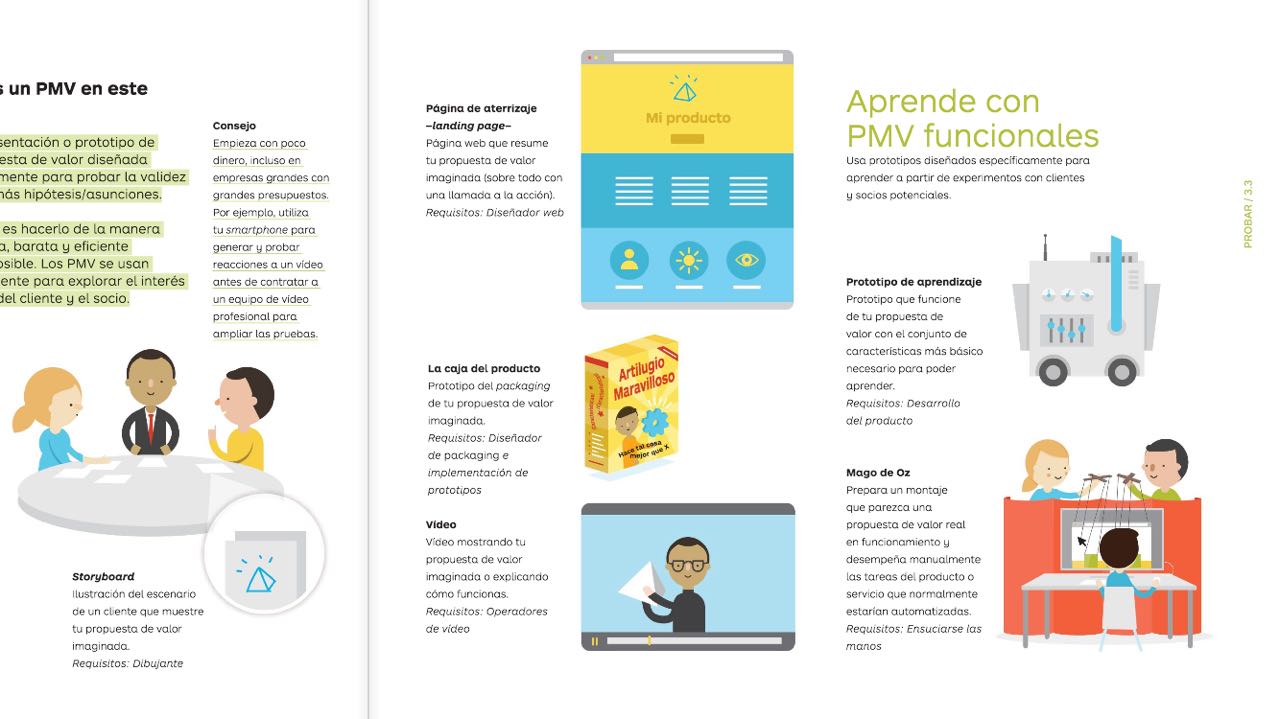 s un PMV en este
sentación o prototipo de
esta de valor diseñada
mente para probar la validez
más hipótesis/asunciones.
es hacerlo de la manera
a, barata y eficiente
osible. Los PMV se usan
ente para explorar el interés
del cliente y el socio.
Consejo
Empieza con poco
dinero, incluso en
empresas grandes con
grandes presupuestos.
Por ejemplo, utiliza
tu smartphone para
generar y probar
reacciones a un vídeo
antes de contratar a
un equipo de vídeo
profesional para
ampliar las pruebas.
Storyboard
Ilustración del escenario
de un cliente que muestre
tu propuesta de valor
imaginada.
Requisitos: Dibujante
Página de aterrizaje
–landing page–
Página web que resume
tu propuesta de valor
imaginada (sobre todo con
una llamada a la acción).
Requisitos: Diseñador web
Mi producto
La caja del producto
Prototipo del packaging
de tu propuesta de valor
imaginada.
Requisitos: Diseñador
de packaging e
implementación de
prototipos
Artilugio
Maravilloso
Hace tal cosa
mejor que X
Vídeo
Vídeo mostrando tu
propuesta de valor
imaginada o explicando
cómo funcionas.
Requisitos: Operadores
de vídeo
Aprende con
PMV funcionales
Usa prototipos diseñados específicamente para
aprender a partir de experimentos con clientes
y socios potenciales.
Prototipo de aprendizaje
Prototipo que funcione
de tu propuesta de
valor con el conjunto de
características más básico
necesario para poder
aprender.
Requisitos: Desarrollo
del producto
Mago de Oz
Prepara un montaje
que parezca una
propuesta de valor real
en funcionamiento y
desempeña manualmente
las tareas del producto o
servicio que normalmente
estarían automatizadas.
Requisitos: Ensuciarse las
manos
PROBAR / 3.3